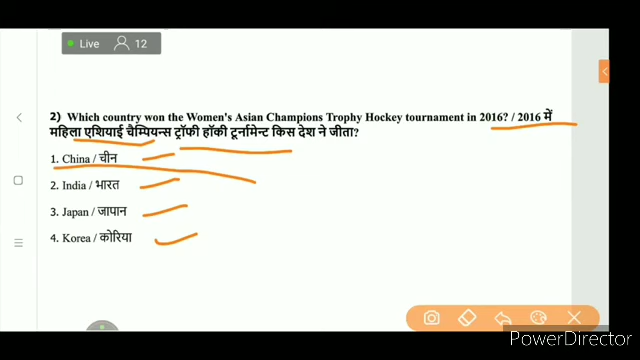 Live 12
2) Which country won the Women's Asian Champions Trophy Hockey tournament in 2016? / 2016 में
महिला एशियाई चैम्पियन्स ट्रॉफी हॉकी टूर्नामेन्ट किस देश ने जीता?
1. China / चीन
2. India / भारत
3. Japan / जापान
4. Korea / कोरिया
PowerDirector